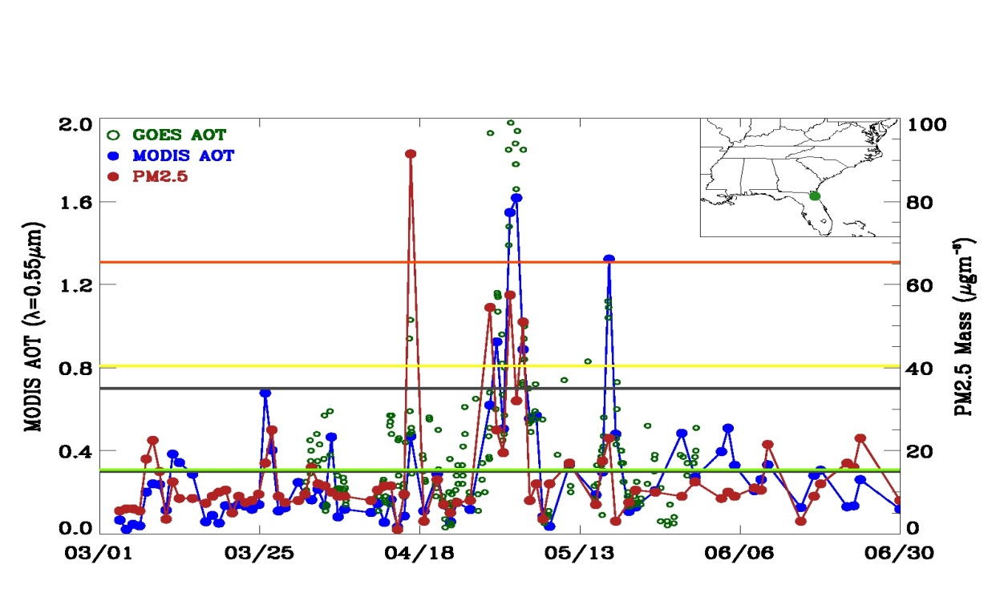 2.0
1.6
1.2
0.8
0.4
0.0
MODIS AOT (λ=0.55μm)
GOES AOT
MODIS AOT
PM2.5
100
80
60
40
20
0
PM2.5 Mass (μgm⁻³)
03/01 03/25 04/18 05/13 06/06 06/30